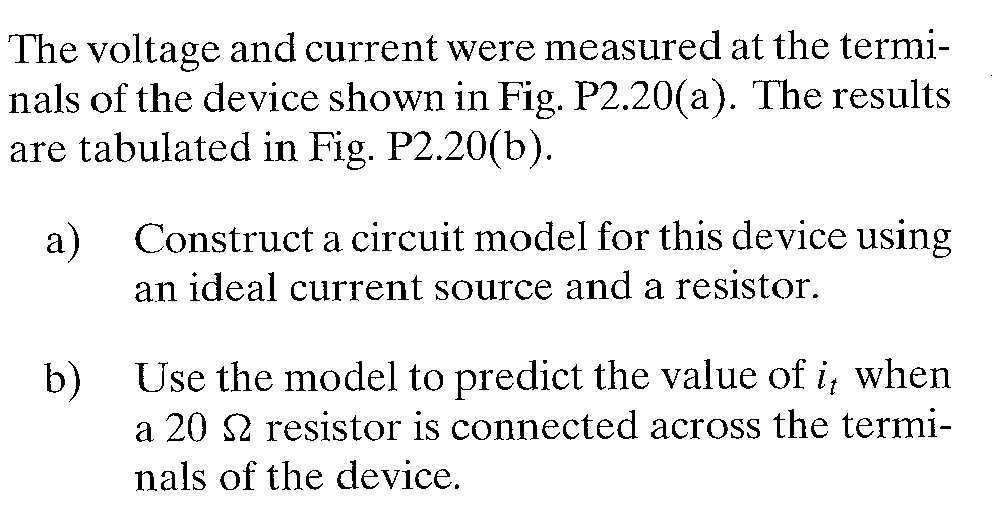 The voltage and current were measured at the termi-
nals of the device shown in Fig. P2.20(a). The results
are tabulated in Fig. P2.20(b).
a) Construct a circuit model for this device using
an ideal current source and a resistor.
b) Use the model to predict the value of iₜ when
a 20 Ω resistor is connected across the termi-
nals of the device.